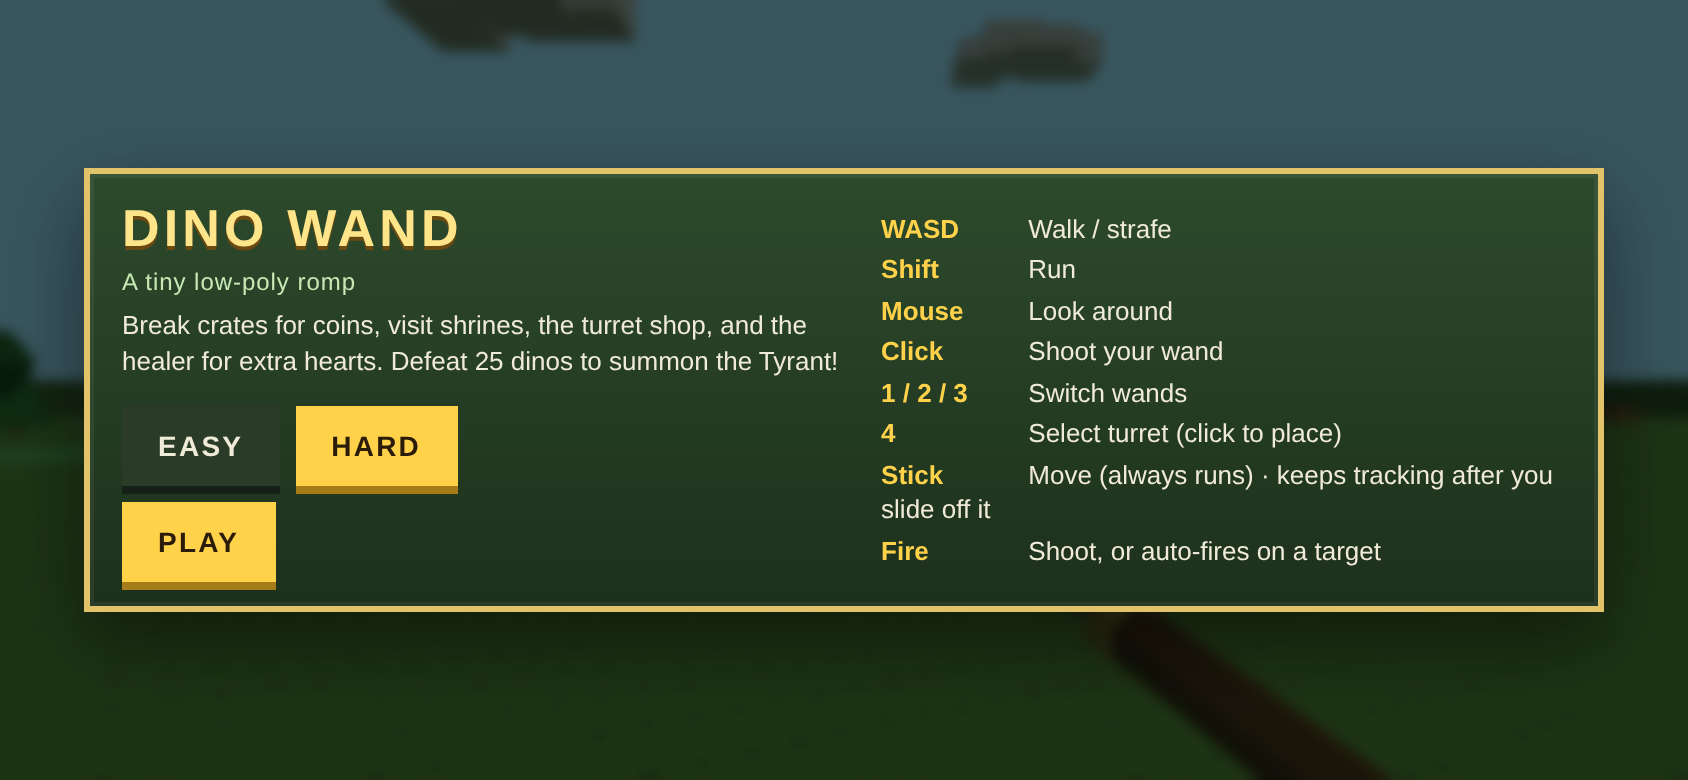 DINO WAND
A tiny low-poly romp
Break crates for coins, visit shrines, the turret shop, and the
healer for extra hearts. Defeat 25 dinos to summon the Tyrant!
EASY HARD
PLAY
WASD Walk / strafe
Shift Run
Mouse Look around
Click Shoot your wand
1 / 2 / 3 Switch wands
4 Select turret (click to place)
Stick Move (always runs) · keeps tracking after you
slide off it
Fire Shoot, or auto-fires on a target